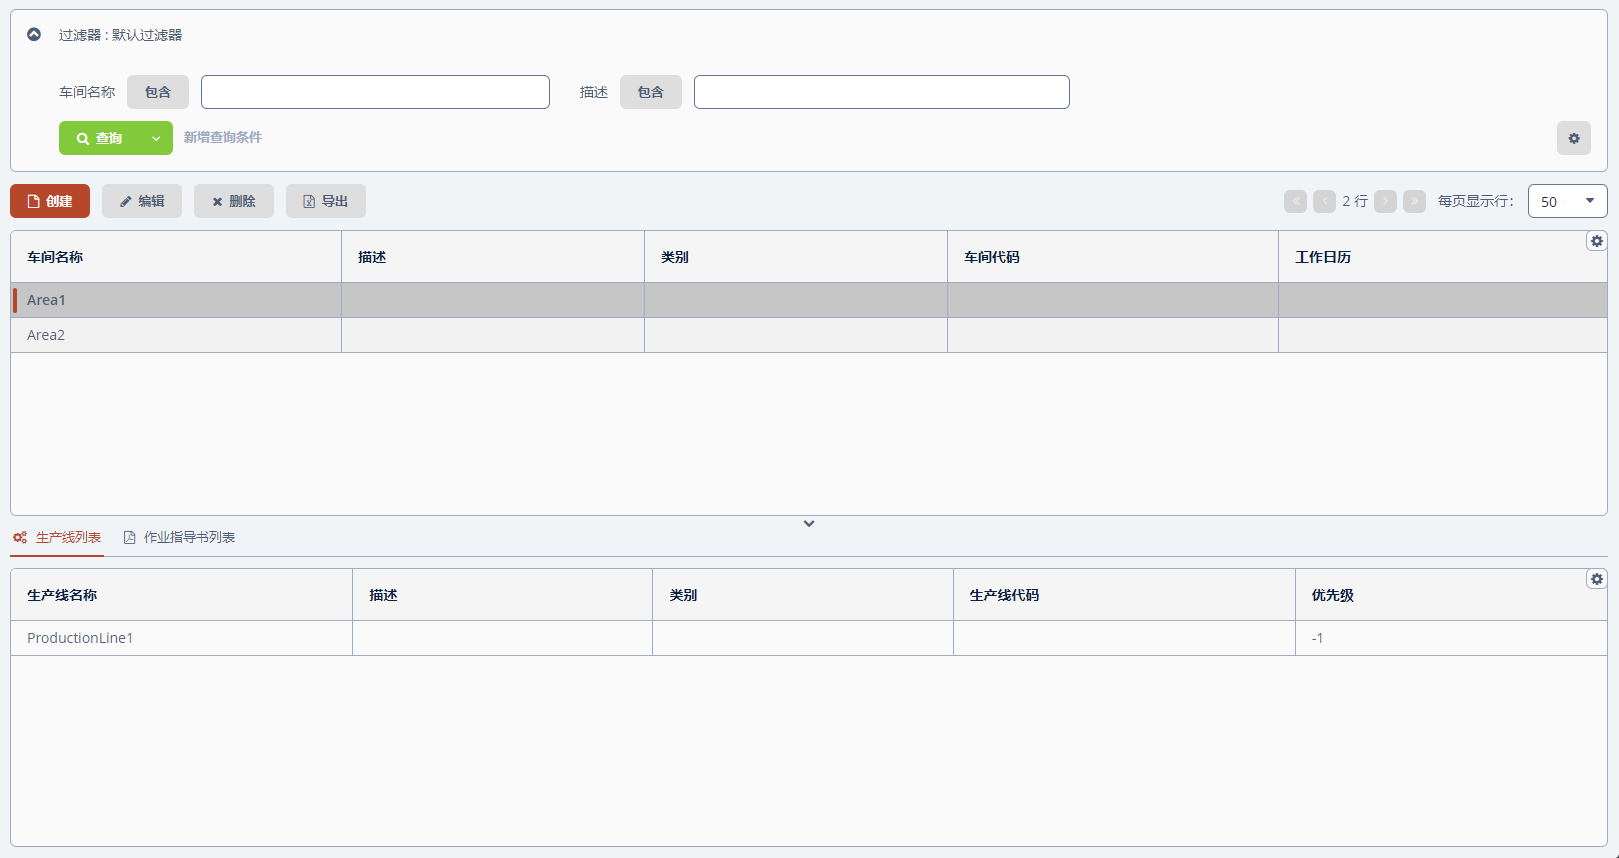 过滤器 : 默认过滤器
车间名称 包含 描述 包含
查询 新增查询条件
创建 编辑 删除 导出 2 行 每页显示行: 50
车间名称 描述 类别 车间代码 工作日历
Area1
Area2
生产线列表 作业指导书列表
生产线名称 描述 类别 生产线代码 优先级
ProductionLine1 -1